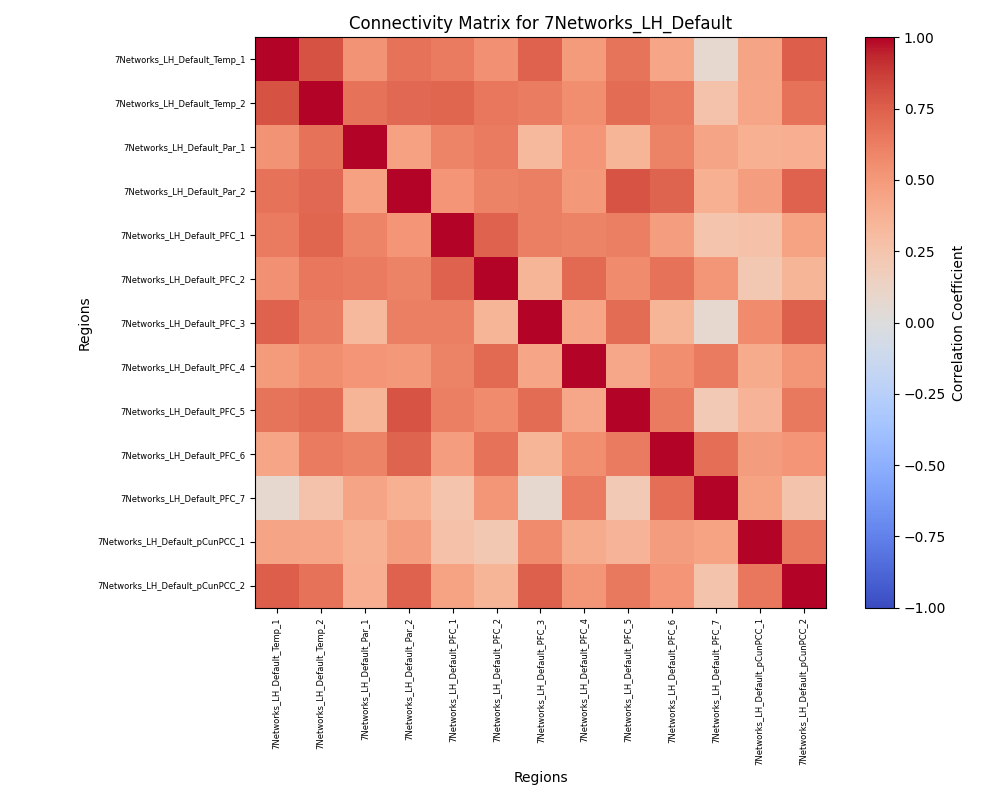 Connectivity Matrix for 7Networks_LH_Default
7Networks_LH_Default_Temp_1
7Networks_LH_Default_Temp_2
7Networks_LH_Default_Par_1
7Networks_LH_Default_Par_2
7Networks_LH_Default_PFC_1
7Networks_LH_Default_PFC_2
7Networks_LH_Default_PFC_3
7Networks_LH_Default_PFC_4
7Networks_LH_Default_PFC_5
7Networks_LH_Default_PFC_6
7Networks_LH_Default_PFC_7
7Networks_LH_Default_pCunPCC_1
7Networks_LH_Default_pCunPCC_2
Regions
7Networks_LH_Default_Temp_1
7Networks_LH_Default_Temp_2
7Networks_LH_Default_Par_1
7Networks_LH_Default_Par_2
7Networks_LH_Default_PFC_1
7Networks_LH_Default_PFC_2
7Networks_LH_Default_PFC_3
7Networks_LH_Default_PFC_4
7Networks_LH_Default_PFC_5
7Networks_LH_Default_PFC_6
7Networks_LH_Default_PFC_7
7Networks_LH_Default_pCunPCC_1
7Networks_LH_Default_pCunPCC_2
Regions
1.00
0.75
0.50
0.25
0.00
−0.25
−0.50
−0.75
−1.00
Correlation Coefficient